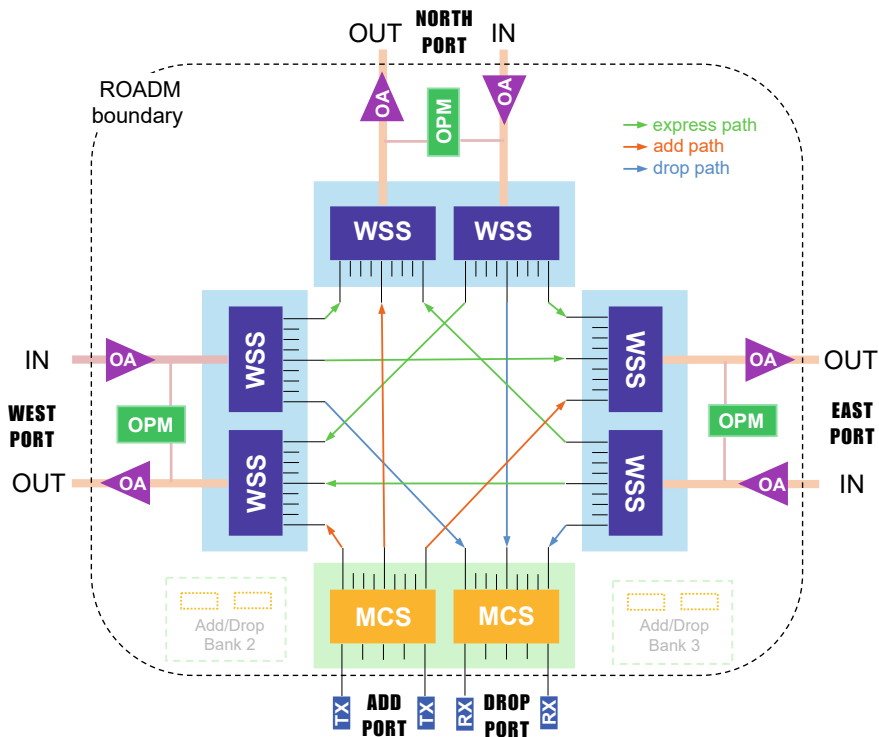 NORTH
PORT
OUT
IN
ROADM
boundary
OA
OPM
OA
express path
add path
drop path
WSS
WSS
IN
OA
WSS
WSS
OA
OUT
WEST
PORT
OPM
OPM
EAST
PORT
OUT
OA
WSS
WSS
OA
IN
MCS
MCS
Add/Drop
Bank 2
Add/Drop
Bank 3
TX
ADD
PORT
TX
RX
DROP
PORT
RX